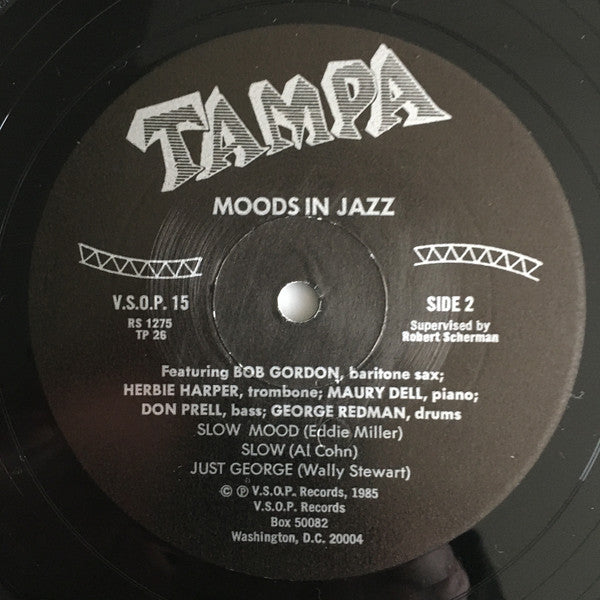 TAMPA
MOODS IN JAZZ
V.S.O.P. 15
RS 1275
TP 26
SIDE 2
Supervised by
Robert Scherman
Featuring BOB GORDON, baritone sax;
HERBIE HARPER, trombone; MAURY DELL, piano;
DON PRELL, bass; GEORGE REDMAN, drums
SLOW MOOD (Eddie Miller)
SLOW (Al Cohn)
JUST GEORGE (Wally Stewart)
© ℗ V.S.O.P. Records, 1985
V.S.O.P. Records
Box 50082
Washington, D.C. 20004